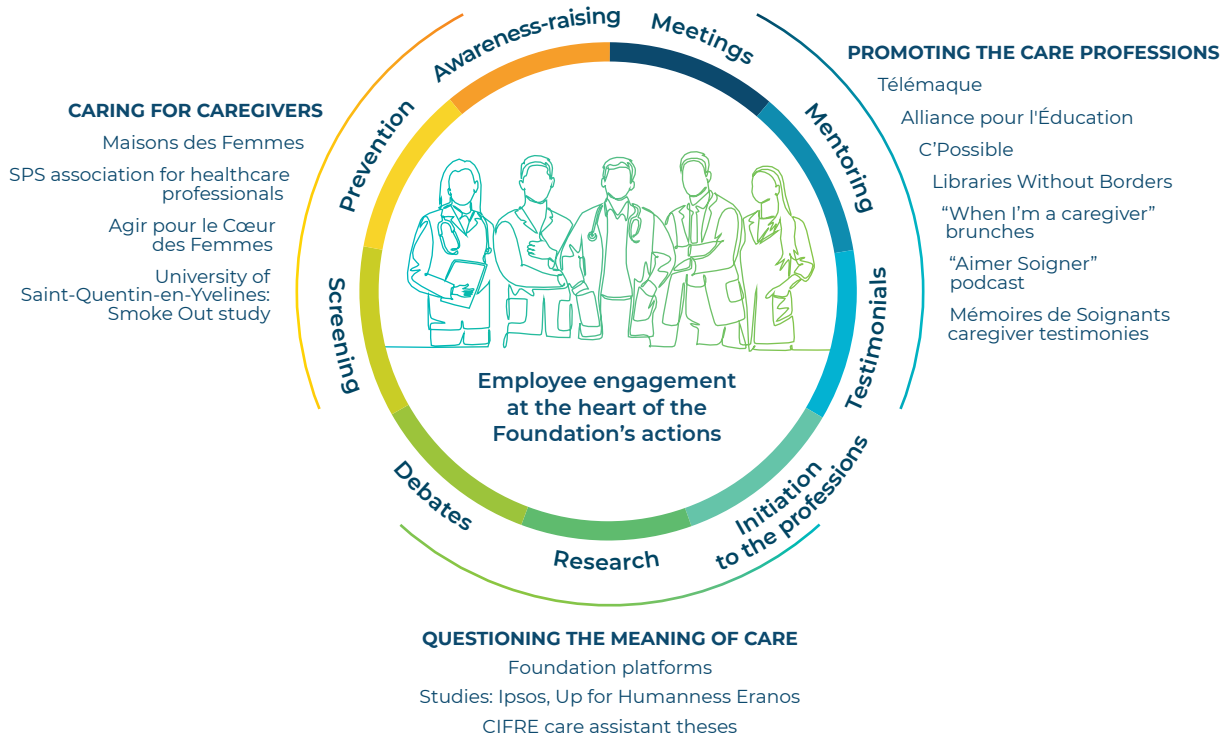 Awareness-raising
Meetings
Mentoring
Testimonials
Initiation
to the professions
Research
Debates
Screening
Prevention
CARING FOR CAREGIVERS
Maisons des Femmes
SPS association for healthcare
professionals
Agir pour le Cœur
des Femmes
University of
Saint-Quentin-en-Yvelines:
Smoke Out study
PROMOTING THE CARE PROFESSIONS
Télémaque
Alliance pour l'Éducation
C’Possible
Libraries Without Borders
“When I’m a caregiver”
brunches
“Aimer Soigner”
podcast
Mémoires de Soignants
caregiver testimonies
Employee engagement
at the heart of the
Foundation’s actions
QUESTIONING THE MEANING OF CARE
Foundation platforms
Studies: Ipsos, Up for Humanness Eranos
CIFRE care assistant theses